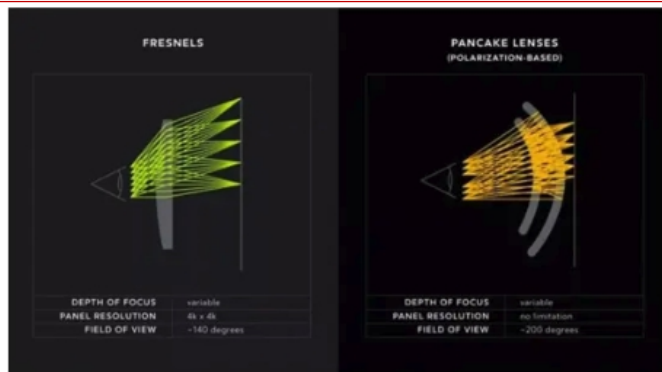 FRESNELS
DEPTH OF FOCUS variable
PANEL RESOLUTION 4k x 4k
FIELD OF VIEW ~140 degrees
PANCAKE LENSES
(POLARIZATION-BASED)
DEPTH OF FOCUS variable
PANEL RESOLUTION no limitation
FIELD OF VIEW ~200 degrees